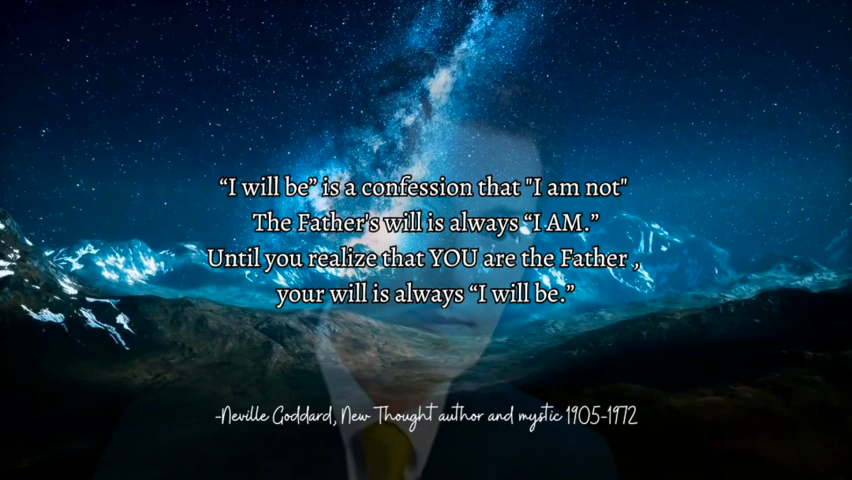 “I will be” is a confession that "I am not"
The Father's will is always “I AM.”
Until you realize that YOU are the Father ,
your will is always “I will be.”
-Neville Goddard, New Thought author and mystic 1905-1972